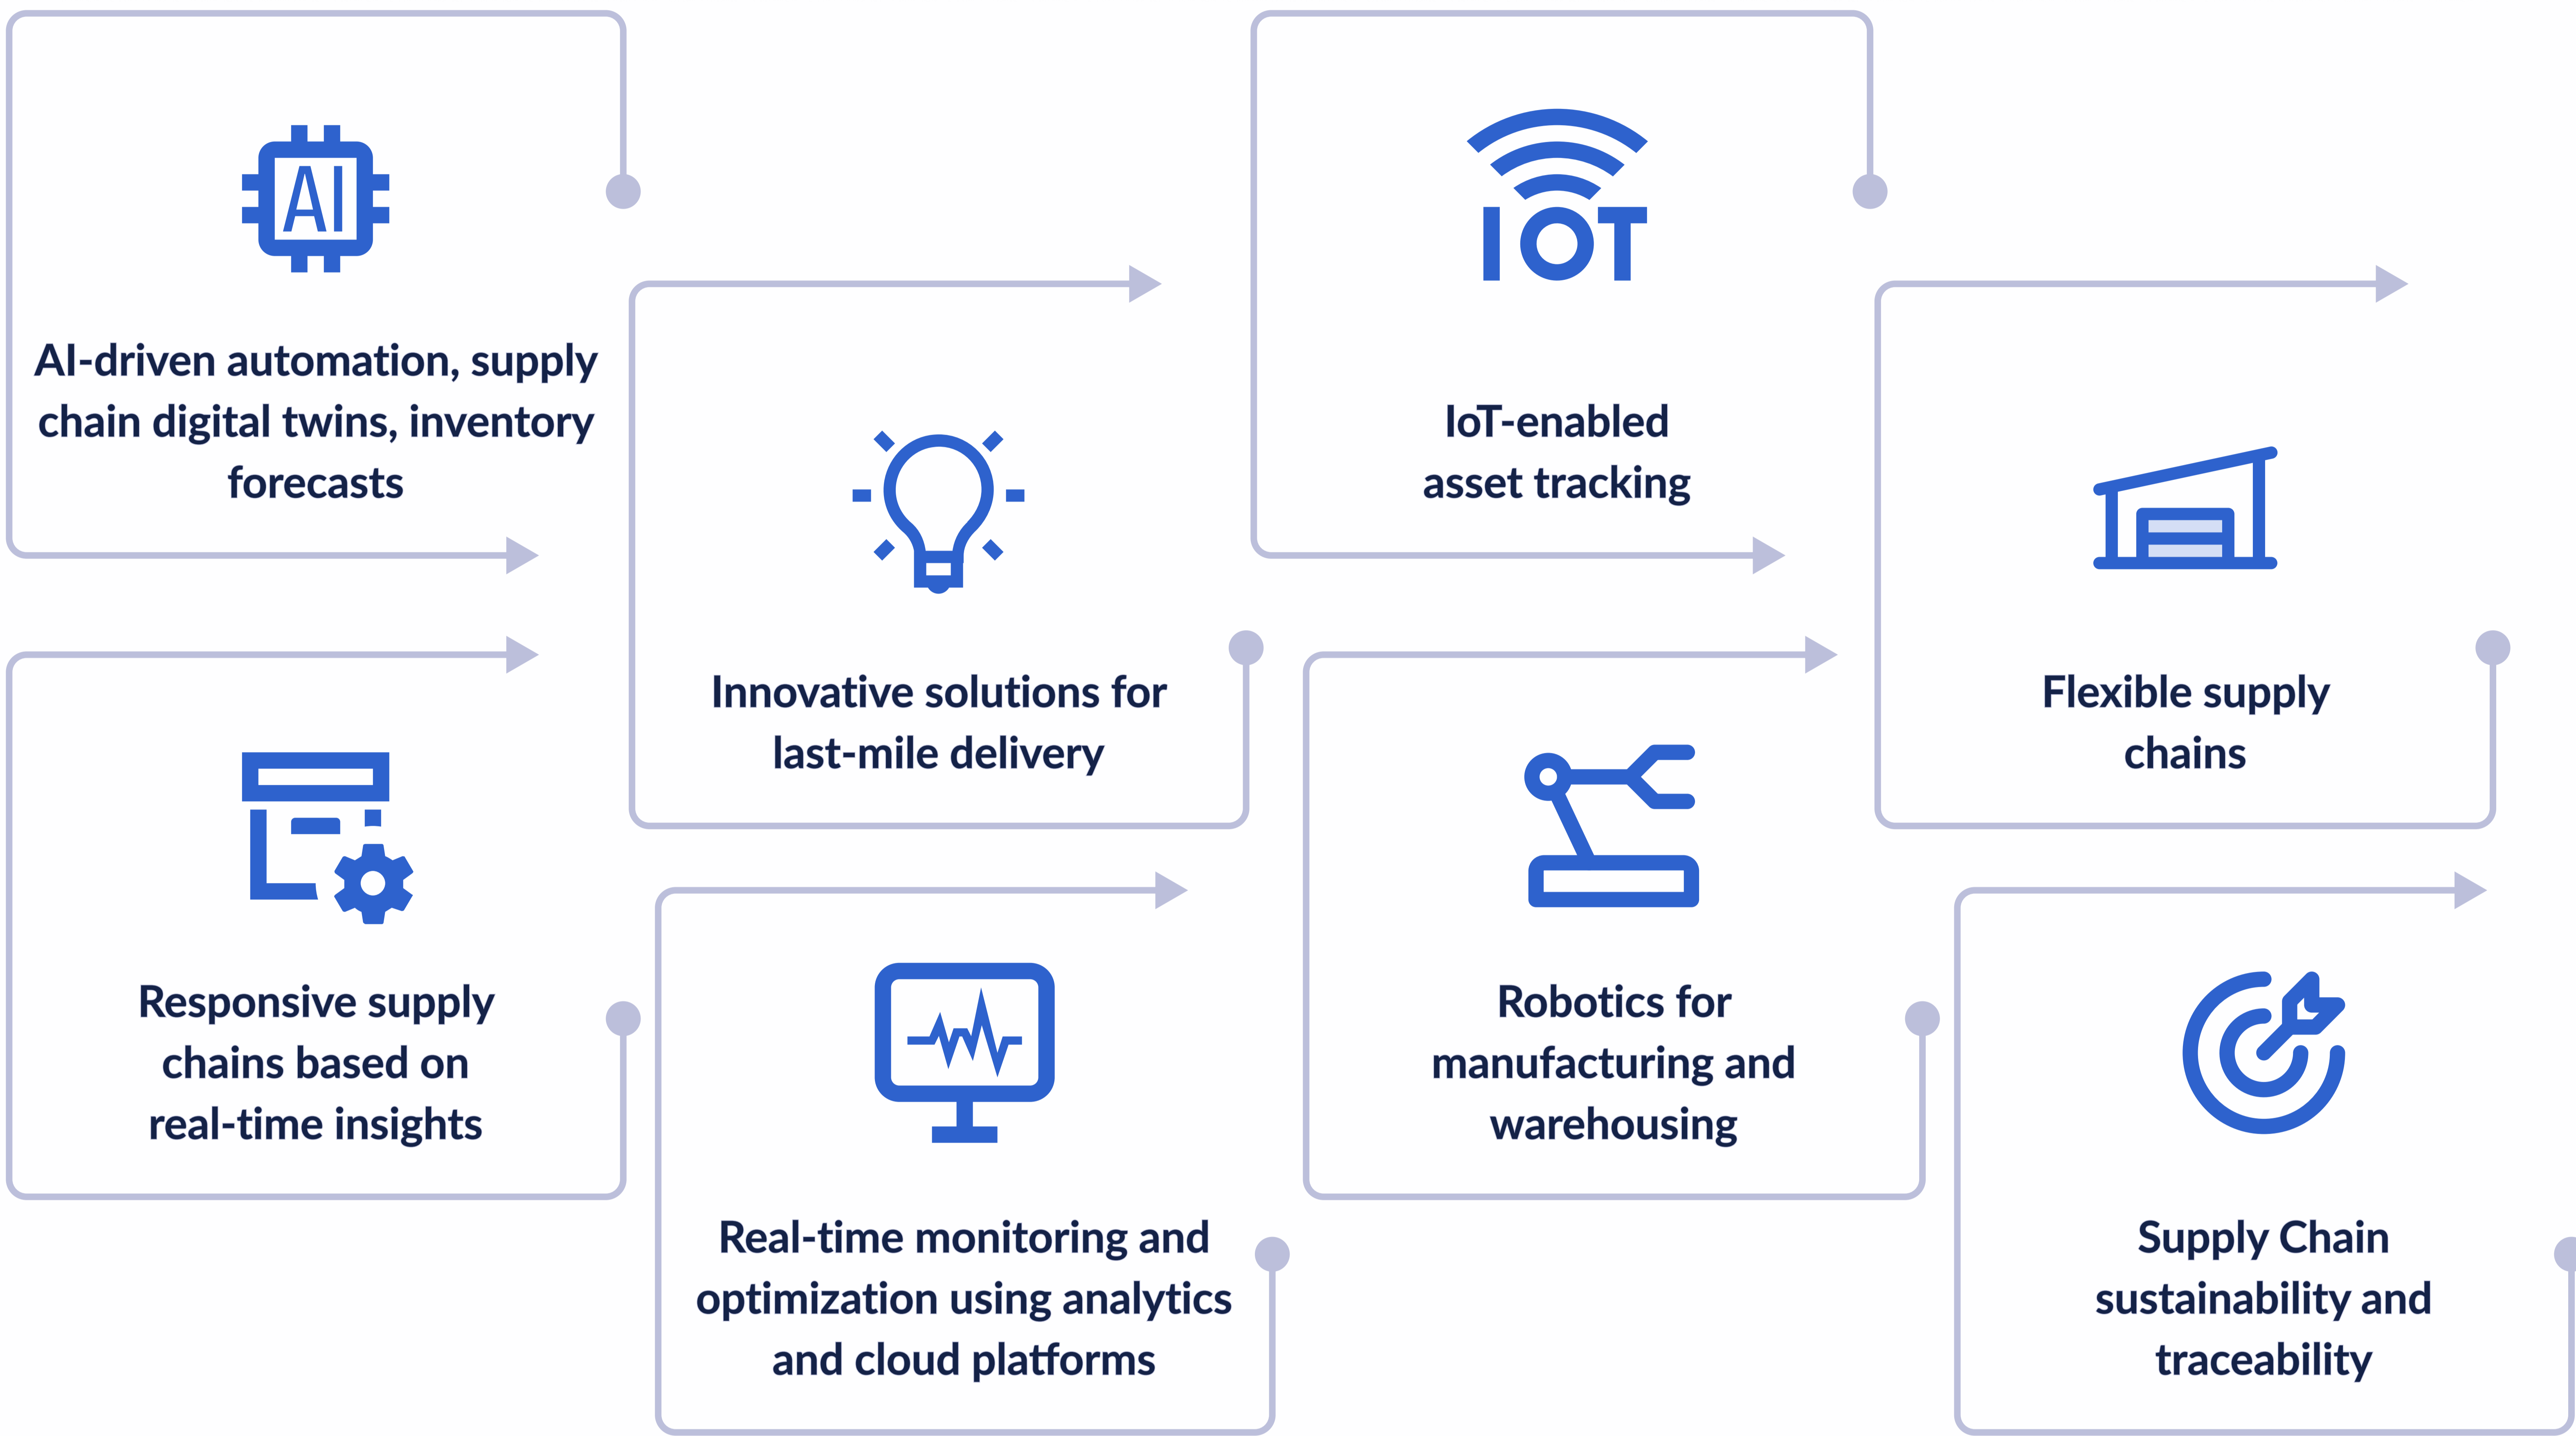 AI
AI-driven automation, supply
chain digital twins, inventory
forecasts
Innovative solutions for
last-mile delivery
IOT
IoT-enabled
asset tracking
Flexible supply
chains
Responsive supply
chains based on
real-time insights
Real-time monitoring and
optimization using analytics
and cloud platforms
Robotics for
manufacturing and
warehousing
Supply Chain
sustainability and
traceability